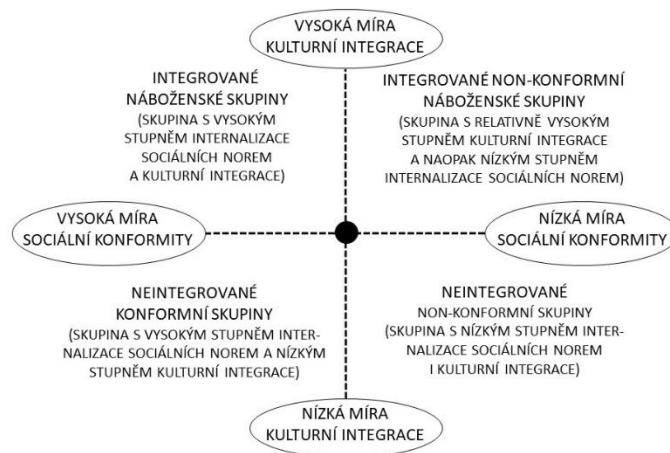 VYSOKÁ MÍRA
KULTURNÍ INTEGRACE
INTEGROVANÉ
NÁBOŽENSKÉ SKUPINY
(SKUPINA S VYSOKÝM
STUPNĚM INTERNALIZACE
SOCIÁLNÍCH NOREM
A KULTURNÍ INTEGRACE)
INTEGROVANÉ NON-KONFORMNÍ
NÁBOŽENSKÉ SKUPINY
(SKUPINA S RELATIVNĚ VYSOKÝM
STUPNĚM KULTURNÍ INTEGRACE
A NAOPAK NÍZKÝM STUPNĚM
INTERNALIZACE SOCIÁLNÍCH NOREM)
VYSOKÁ MÍRA
SOCIÁLNÍ KONFORMITY
NÍZKÁ MÍRA
SOCIÁLNÍ KONFORMITY
NEINTEGROVANÉ
KONFORMNÍ SKUPINY
(SKUPINA S VYSOKÝM STUPNĚM INTER-
NALIZACE SOCIÁLNÍCH NOREM A NÍZKÝM
STUPNĚM KULTURNÍ INTEGRACE)
NEINTEGROVANÉ
NON-KONFORMNÍ SKUPINY
(SKUPINA S NÍZKÝM STUPNĚM INTER-
NALIZACE SOCIÁLNÍCH NOREM
I KULTURNÍ INTEGRACE)
NÍZKÁ MÍRA
KULTURNÍ INTEGRACE